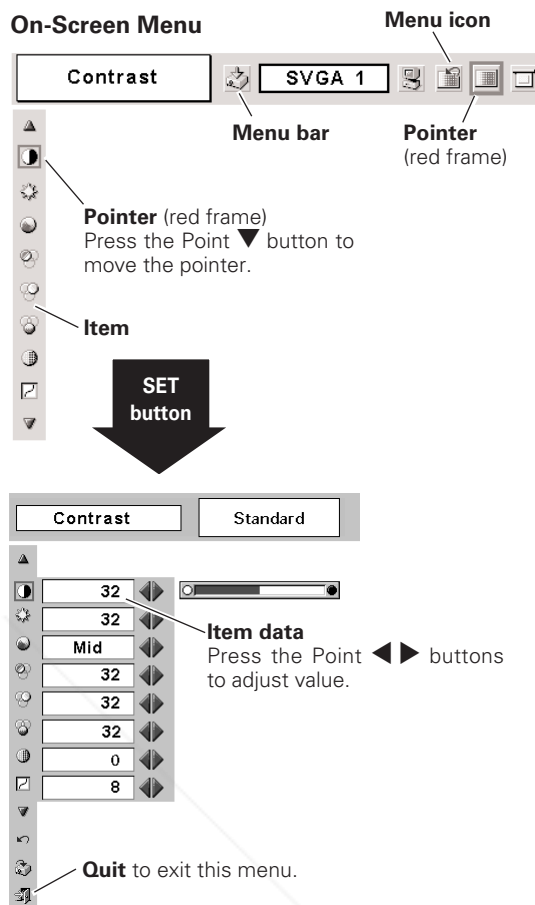 On-Screen Menu
Menu icon
Contrast
SVGA 1
Menu bar
Pointer
(red frame)
Pointer (red frame)
Press the Point ▼ button to
move the pointer.
Item
SET
button
Contrast
Standard
32
32
Mid
32
32
32
0
8
Item data
Press the Point ◀ ▶ buttons
to adjust value.
Quit to exit this menu.